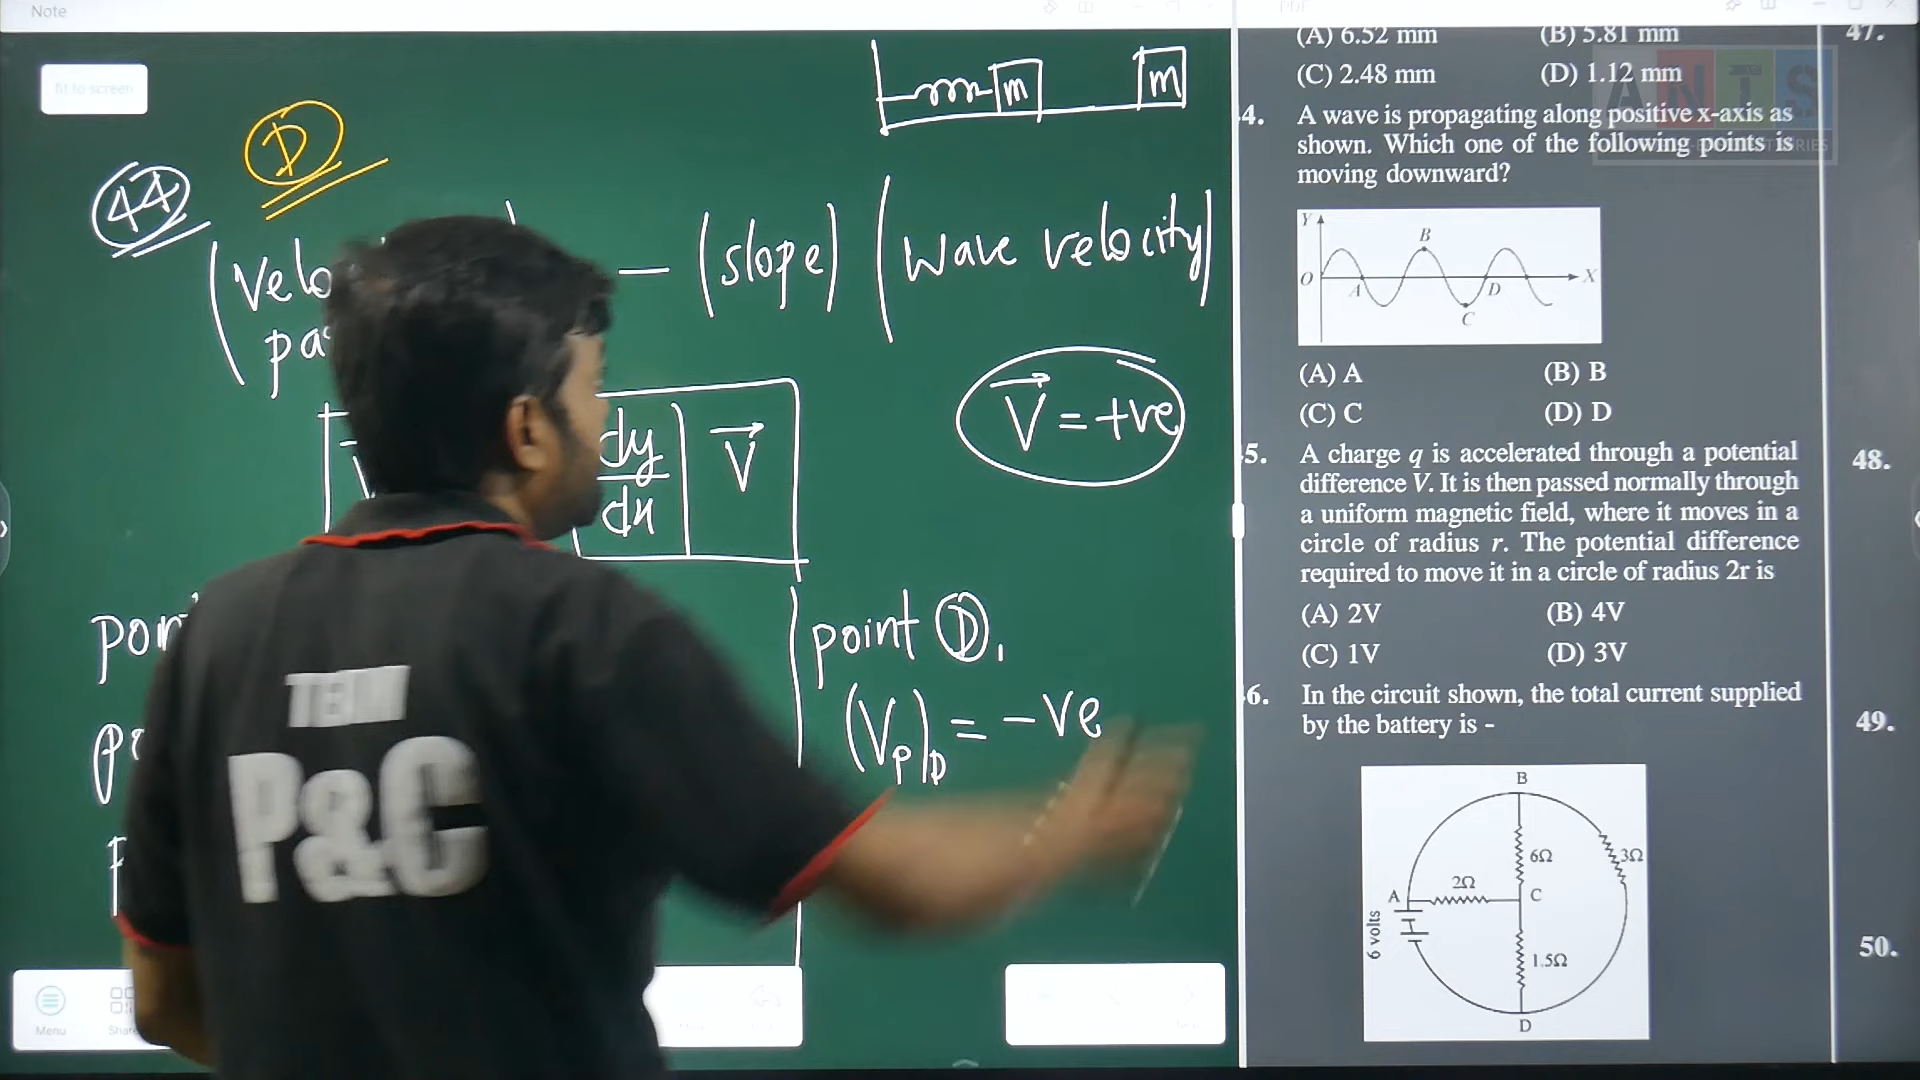 Note
PDF
fit to screen
m
m
44
D
— (slope) (wave velocity)
dy
dx
V
V = +ve
point D.
(Vp)D = -ve
TEAM
P&C
Menu
ANTS
(A) 6.52 mm (B) 5.81 mm
(C) 2.48 mm (D) 1.12 mm
47.
4. A wave is propagating along positive x-axis as
shown. Which one of the following points is
moving downward?
Y
B
O
A
D
X
C
(A) A (B) B
(C) C (D) D
5. A charge q is accelerated through a potential
difference V. It is then passed normally through
a uniform magnetic field, where it moves in a
circle of radius r. The potential difference
required to move it in a circle of radius 2r is
48.
(A) 2V (B) 4V
(C) 1V (D) 3V
6. In the circuit shown, the total current supplied
by the battery is -
49.
B
6Ω
3Ω
2Ω
A
C
6 volts
1.5Ω
D
50.